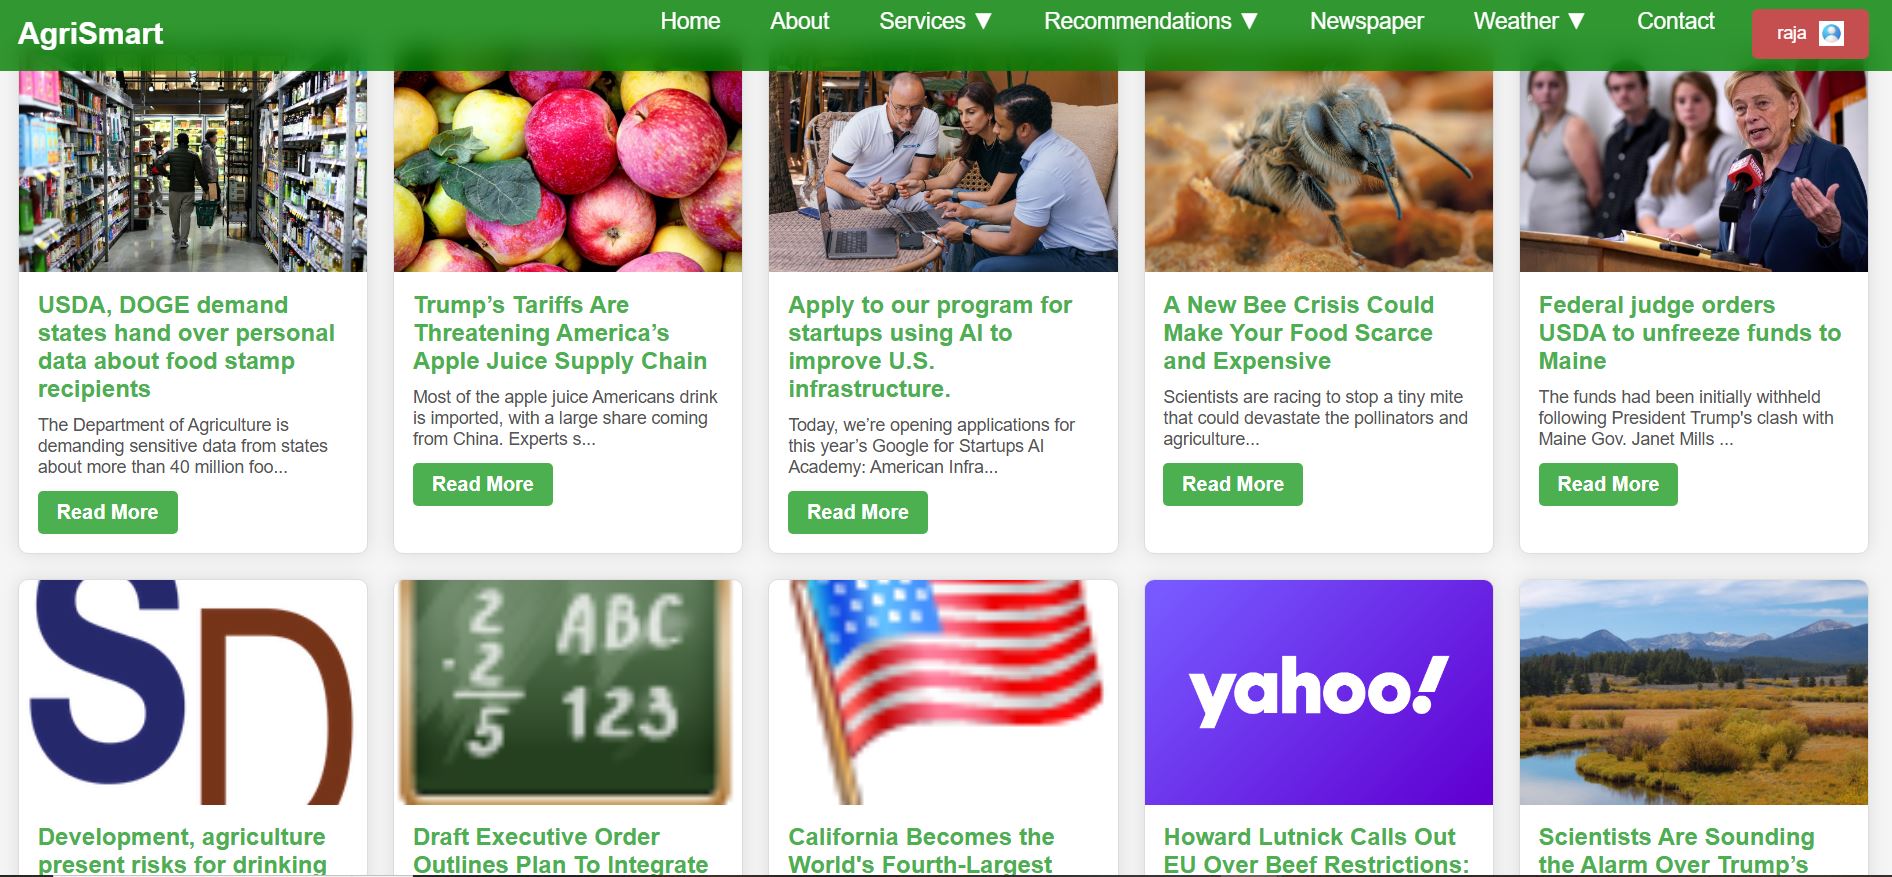 AgriSmart
Home About Services ▼ Recommendations ▼ Newspaper Weather ▼ Contact raja
USDA, DOGE demand
states hand over personal
data about food stamp
recipients
The Department of Agriculture is
demanding sensitive data from states
about more than 40 million foo...
Read More
Trump’s Tariffs Are
Threatening America’s
Apple Juice Supply Chain
Most of the apple juice Americans drink
is imported, with a large share coming
from China. Experts s...
Read More
Apply to our program for
startups using AI to
improve U.S.
infrastructure.
Today, we’re opening applications for
this year’s Google for Startups AI
Academy: American Infra...
Read More
A New Bee Crisis Could
Make Your Food Scarce
and Expensive
Scientists are racing to stop a tiny mite
that could devastate the pollinators and
agriculture...
Read More
Federal judge orders
USDA to unfreeze funds to
Maine
The funds had been initially withheld
following President Trump's clash with
Maine Gov. Janet Mills ...
Read More
SD
Development, agriculture
present risks for drinking
2
· 2
5
ABC
123
Draft Executive Order
Outlines Plan To Integrate
California Becomes the
World's Fourth-Largest
yahoo!
Howard Lutnick Calls Out
EU Over Beef Restrictions:
Scientists Are Sounding
the Alarm Over Trump’s